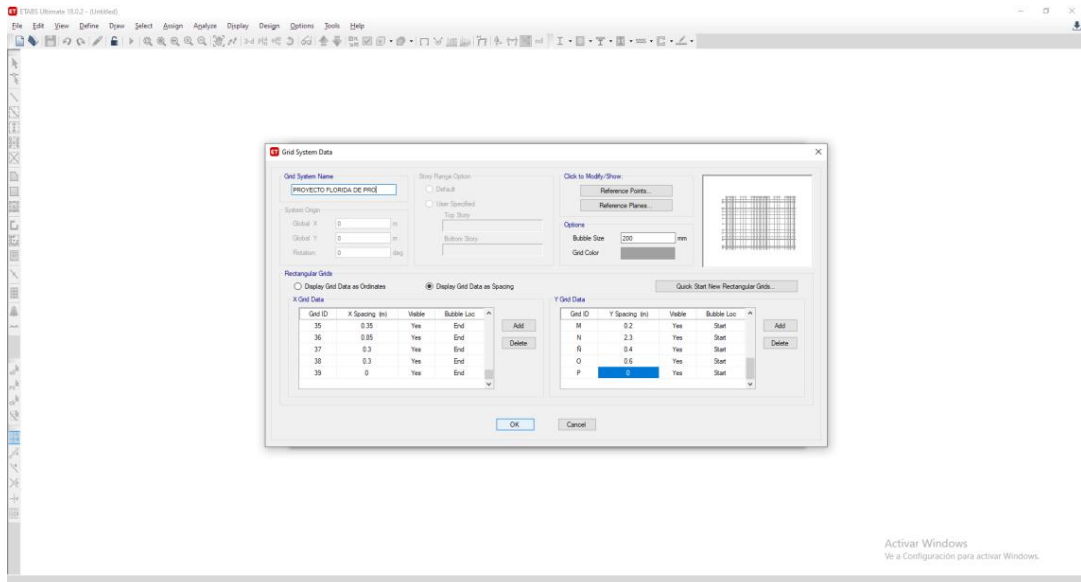 ETABS Ultimate 18.0.2 - (Untitled)
File Edit View Define Draw Select Assign Analyze Display Design Options Tools Help
Grid System Data
Grid System Name
PROYECTO FLORIDA DE PRO
Story Range Option
Default
User Specified
Top Story
Bottom Story
Click to Modify/Show:
Reference Points...
Reference Planes...
System Origin
Global X 0 m
Global Y 0 m
Rotation 0 deg
Options
Bubble Size 200 mm
Grid Color
Rectangular Grids
Display Grid Data as Ordinates Display Grid Data as Spacing Quick Start New Rectangular Grids...
X Grid Data
Grid ID X Spacing (m) Visible Bubble Loc
35 0.35 Yes End
36 0.85 Yes End
37 0.3 Yes End
38 0.3 Yes End
39 0 Yes End
Add
Delete
Y Grid Data
Grid ID Y Spacing (m) Visible Bubble Loc
M 0.2 Yes Start
N 2.3 Yes Start
Ñ 0.4 Yes Start
O 0.6 Yes Start
P 0 Yes Start
Add
Delete
OK Cancel
Activar Windows
Ve a Configuración para activar Windows.